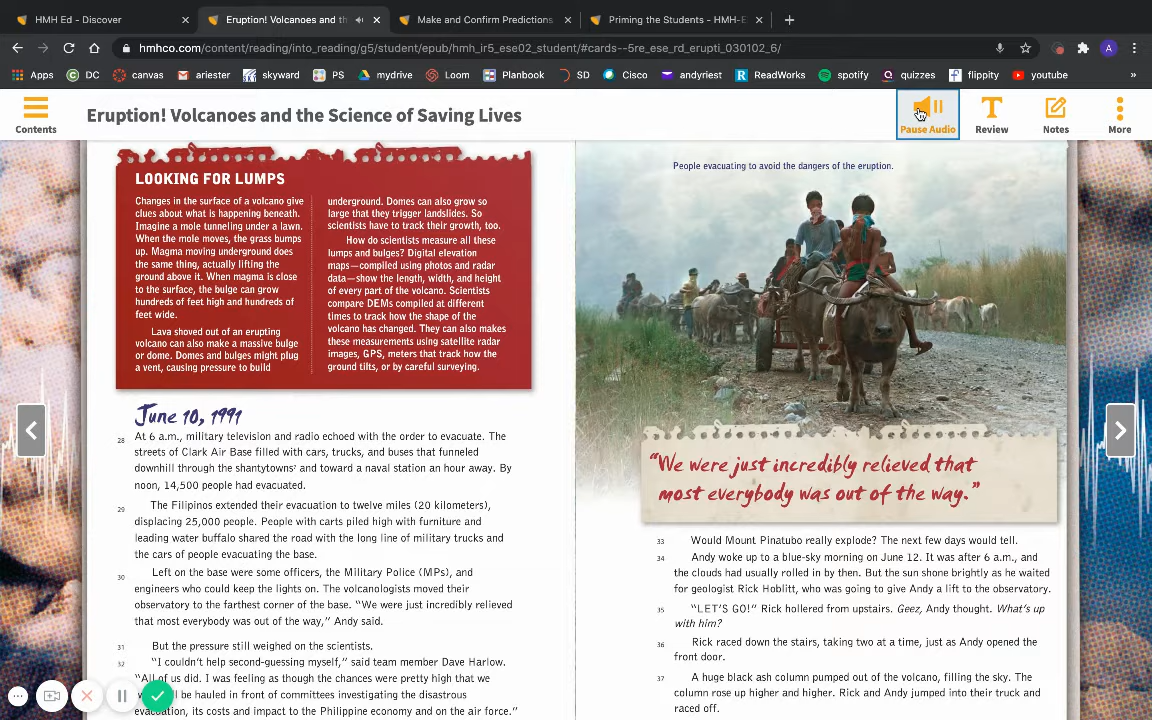 HMH Ed - Discover
Eruption! Volcanoes and th
Make and Confirm Predictions
Priming the Students - HMH-E
hmhco.com/content/reading/into_reading/g5/student/epub/hmh_ir5_ese02_student/#cards--5re_ese_rd_erupti_030102_6/
A
Apps DC canvas ariester skyward PS mydrive Loom Planbook SD Cisco andyriest ReadWorks spotify quizzes flippity youtube »
Contents
Eruption! Volcanoes and the Science of Saving Lives
Pause Audio
Review
Notes
More
LOOKING FOR LUMPS
Changes in the surface of a volcano give
clues about what is happening beneath.
Imagine a mole tunneling under a lawn.
When the mole moves, the grass bumps
up. Magma moving underground does
the same thing, actually lifting the
ground above it. When magma is close
to the surface, the bulge can grow
hundreds of feet high and hundreds of
feet wide.
Lava shoved out of an erupting
volcano can also make a massive bulge
or dome. Domes and bulges might plug
a vent, causing pressure to build
underground. Domes can also grow so
large that they trigger landslides. So
scientists have to track their growth, too.
How do scientists measure all these
lumps and bulges? Digital elevation
maps—compiled using photos and radar
data—show the length, width, and height
of every part of the volcano. Scientists
compare DEMs compiled at different
times to track how the shape of the
volcano has changed. They can also makes
these measurements using satellite radar
images, GPS, meters that track how the
ground tilts, or by careful surveying.
June 10, 1991
28 At 6 a.m., military television and radio echoed with the order to evacuate. The
streets of Clark Air Base filled with cars, trucks, and buses that funneled
downhill through the shantytowns⁷ and toward a naval station an hour away. By
noon, 14,500 people had evacuated.
29 The Filipinos extended their evacuation to twelve miles (20 kilometers),
displacing 25,000 people. People with carts piled high with furniture and
leading water buffalo shared the road with the long line of military trucks and
the cars of people evacuating the base.
30 Left on the base were some officers, the Military Police (MPs), and
engineers who could keep the lights on. The volcanologists moved their
observatory to the farthest corner of the base. "We were just incredibly relieved
that most everybody was out of the way," Andy said.
31 But the pressure still weighed on the scientists.
32 "I couldn't help second-guessing myself," said team member Dave Harlow.
"All of us did. I was feeling as though the chances were pretty high that we
be hauled in front of committees investigating the disastrous
evacuation, its costs and impact to the Philippine economy and on the air force."
People evacuating to avoid the dangers of the eruption.
"We were just incredibly relieved that
most everybody was out of the way."
33 Would Mount Pinatubo really explode? The next few days would tell.
34 Andy woke up to a blue-sky morning on June 12. It was after 6 a.m., and
the clouds had usually rolled in by then. But the sun shone brightly as he waited
for geologist Rick Hoblitt, who was going to give Andy a lift to the observatory.
35 "LET'S GO!" Rick hollered from upstairs. Geez, Andy thought. What's up
with him?
36 Rick raced down the stairs, taking two at a time, just as Andy opened the
front door.
37 A huge black ash column pumped out of the volcano, filling the sky. The
column rose up higher and higher. Rick and Andy jumped into their truck and
raced off.